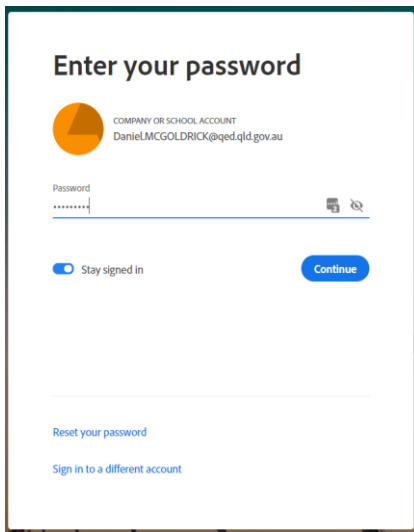 Enter your password
COMPANY OR SCHOOL ACCOUNT
Daniel.MCGOLDRICK@qed.qld.gov.au
Password
•••••••••
Stay signed in
Continue
Reset your password
Sign in to a different account